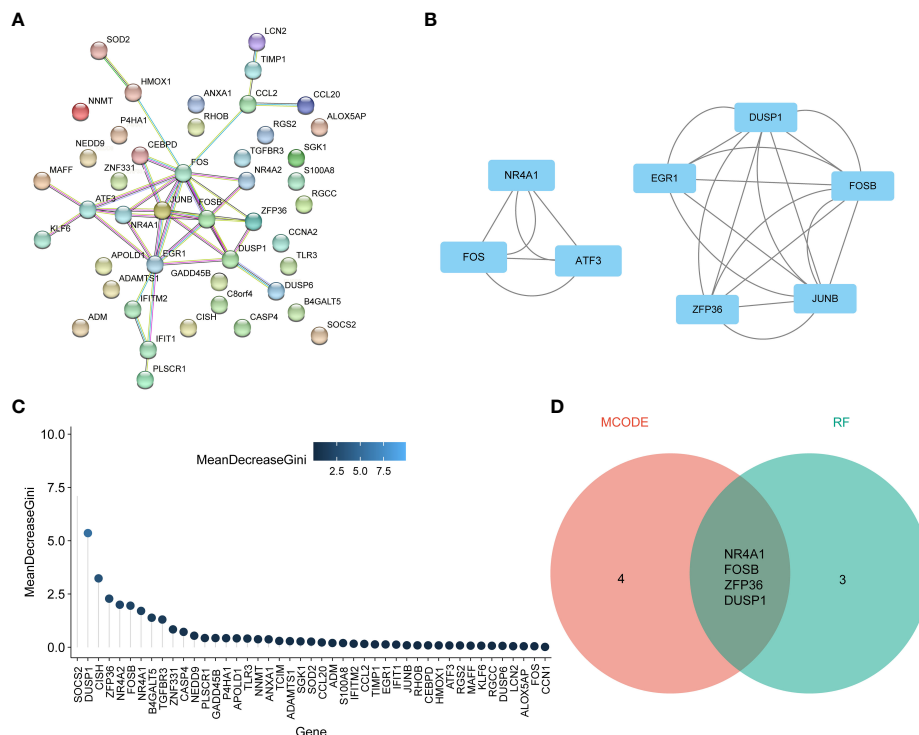 A
LCN2
SOD2
TIMP1
HMOX1
CCL2
CCL20
NNMT
ANXA1
ALOX5AP
P4HA1
RHOB
RGS2
NEDD9
CEBPD
TGFBR3
SGK1
MAFF
ZNF331
FOS
NR4A2
S100A8
ATF3
JUNB
FOSB
RGCC
NR4A1
ZFP36
KLF6
CCNA2
EGR1
DUSP1
APOLD1
GADD45B
TLR3
ADAMTS1
C8orf4
DUSP6
IFITM2
B4GALT5
ADM
CISH
CASP4
SOCS2
IFIT1
PLSCR1
B
DUSP1
EGR1
FOSB
NR4A1
FOS
ATF3
ZFP36
JUNB
C
10.0
7.5
5.0
2.5
0.0
MeanDecreaseGini
MeanDecreaseGini
2.5 5.0 7.5
SOCS2
DUSP1
CISH
ZFP36
NR4A2
FOSB
NR4A1
B4GALT5
TGFBR3
ZNF331
CASP4
NEDD9
PLSCR1
GADD45B
P4HA1
APOLD1
TLR3
NNMT
ANXA1
TCIM
ADAMTS1
SGK1
SOD2
CCL20
ADM
S100A8
IFITM2
CCL2
TIMP1
EGR1
IFIT1
JUNB
RHOB
CEBPD
HMOX1
ATF3
RGS2
MAFF
KLF6
RGCC
DUSP6
LCN2
ALOX5AP
FOS
CCN1
Gene
D
MCODE
RF
4
NR4A1
FOSB
ZFP36
DUSP1
3